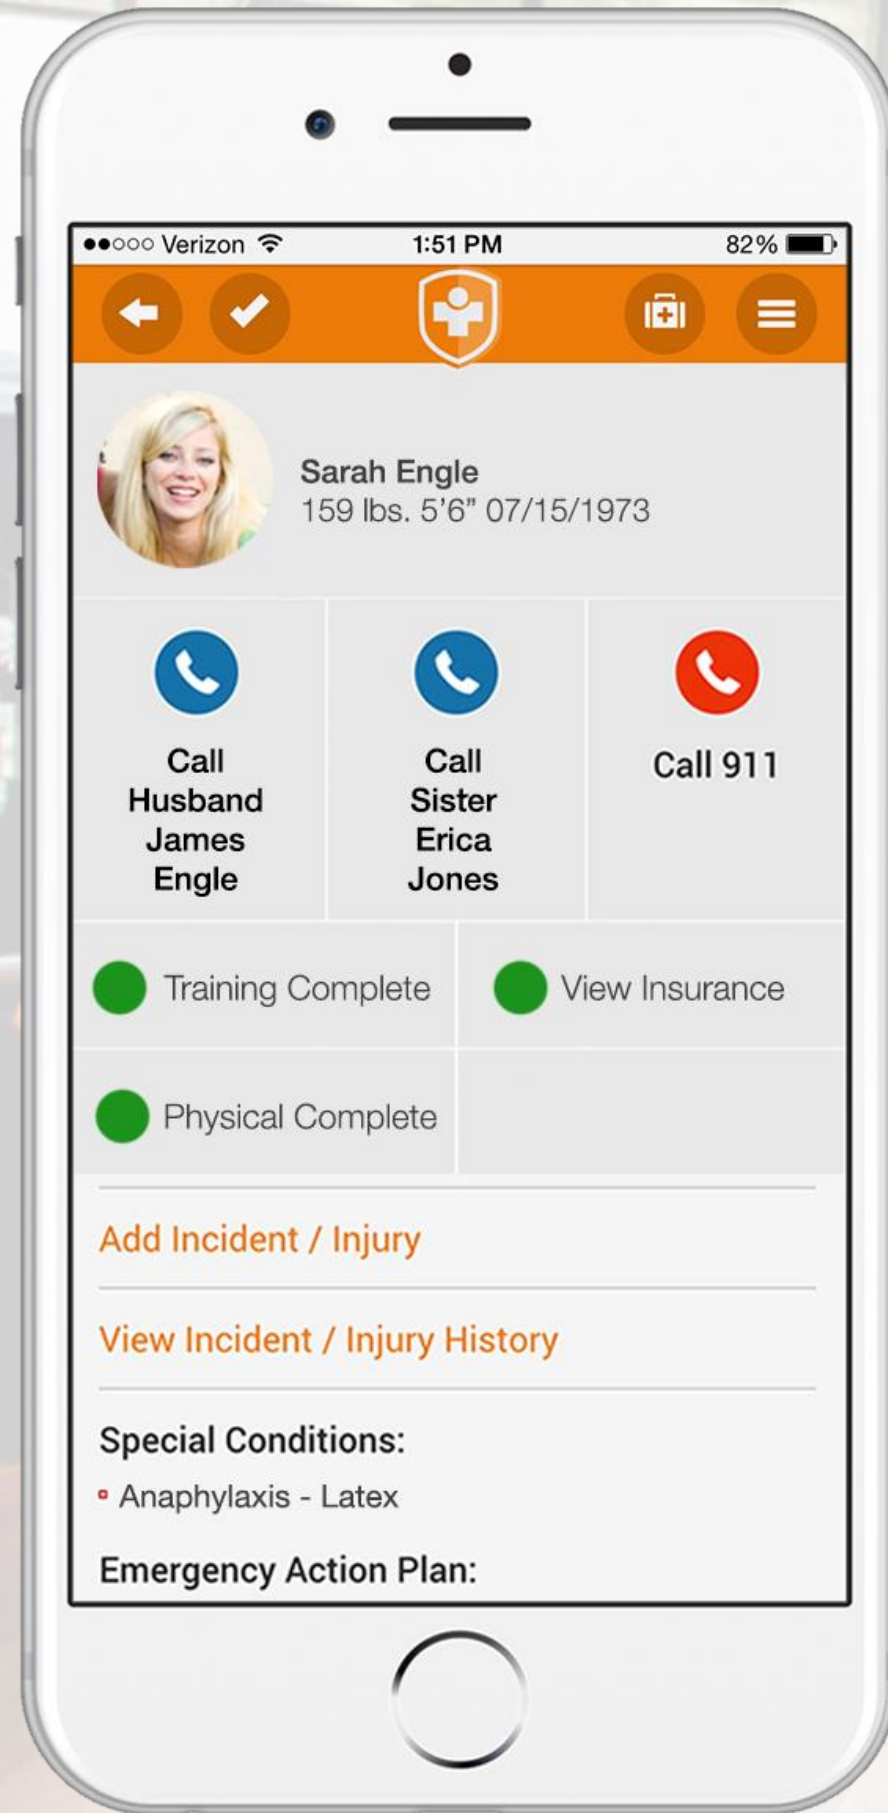 Verizon 1:51 PM 82%
Sarah Engle
159 lbs. 5'6" 07/15/1973
Call
Husband
James
Engle
Call
Sister
Erica
Jones
Call 911
Training Complete
View Insurance
Physical Complete
Add Incident / Injury
View Incident / Injury History
Special Conditions:
Anaphylaxis - Latex
Emergency Action Plan: